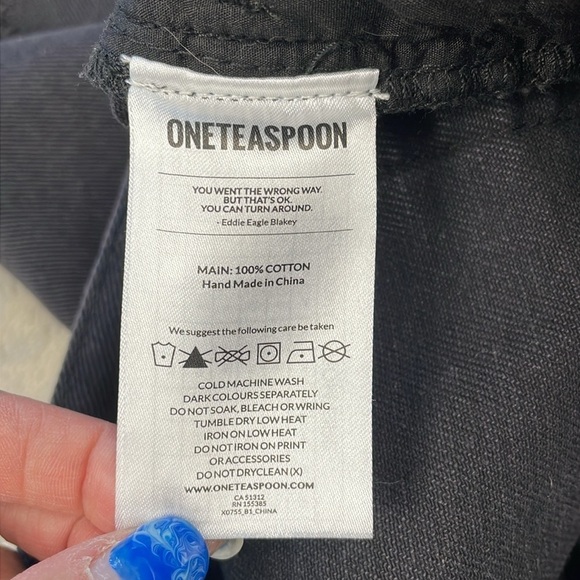 ONETEASPOON
YOU WENT THE WRONG WAY.
BUT THAT'S OK.
YOU CAN TURN AROUND.
- Eddie Eagle Blakey
MAIN: 100% COTTON
Hand Made in China
We suggest the following care be taken
COLD MACHINE WASH
DARK COLOURS SEPARATELY
DO NOT SOAK, BLEACH OR WRING
TUMBLE DRY LOW HEAT
IRON ON LOW HEAT
DO NOT IRON ON PRINT
OR ACCESSORIES
DO NOT DRYCLEAN (X)
WWW.ONETEASPOON.COM
CA 51312
RN 155385
X0755_B1_CHINA